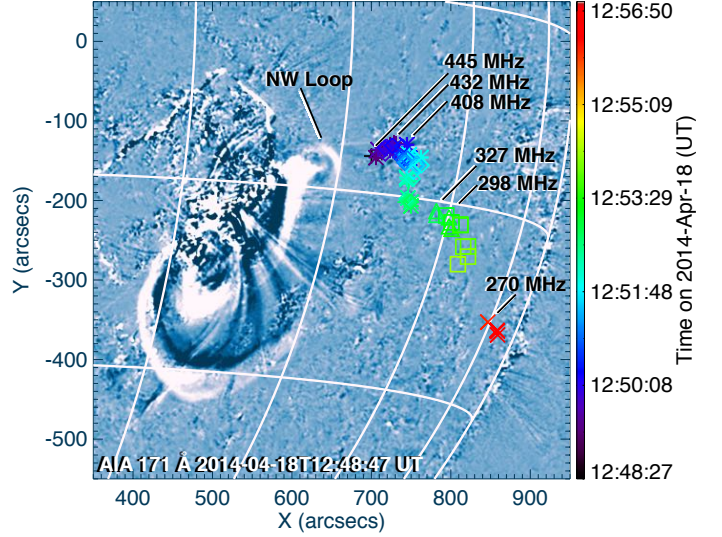 12:56:50
0
445 MHz
432 MHz
NW Loop
408 MHz
-100
12:55:09
327 MHz
298 MHz
-200
12:53:29
Y (arcsecs)
Time on 2014-Apr-18 (UT)
-300
270 MHz
12:51:48
-400
12:50:08
-500
AIA 171 Å 2014-04-18T12:48:47 UT
12:48:27
400 500 600 700 800 900
X (arcsecs)